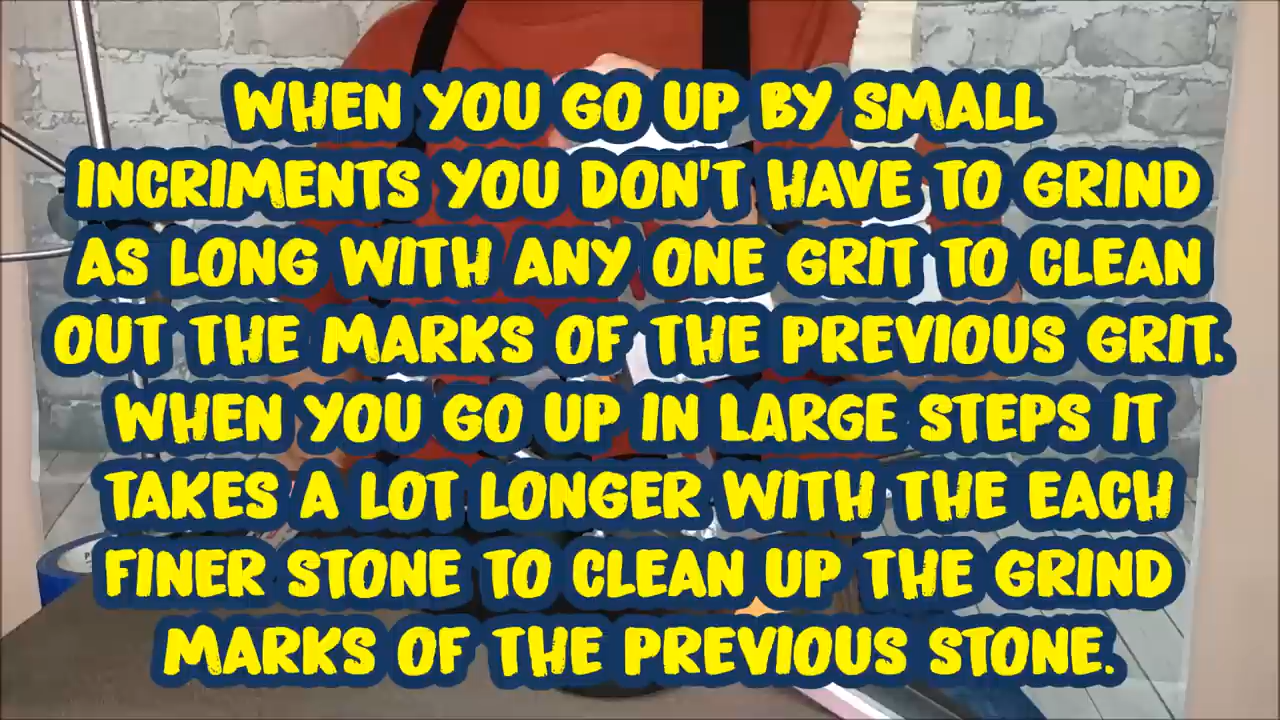 WHEN YOU GO UP BY SMALL
INCRIMENTS YOU DON'T HAVE TO GRIND
AS LONG WITH ANY ONE GRIT TO CLEAN
OUT THE MARKS OF THE PREVIOUS GRIT.
WHEN YOU GO UP IN LARGE STEPS IT
TAKES A LOT LONGER WITH THE EACH
FINER STONE TO CLEAN UP THE GRIND
MARKS OF THE PREVIOUS STONE.